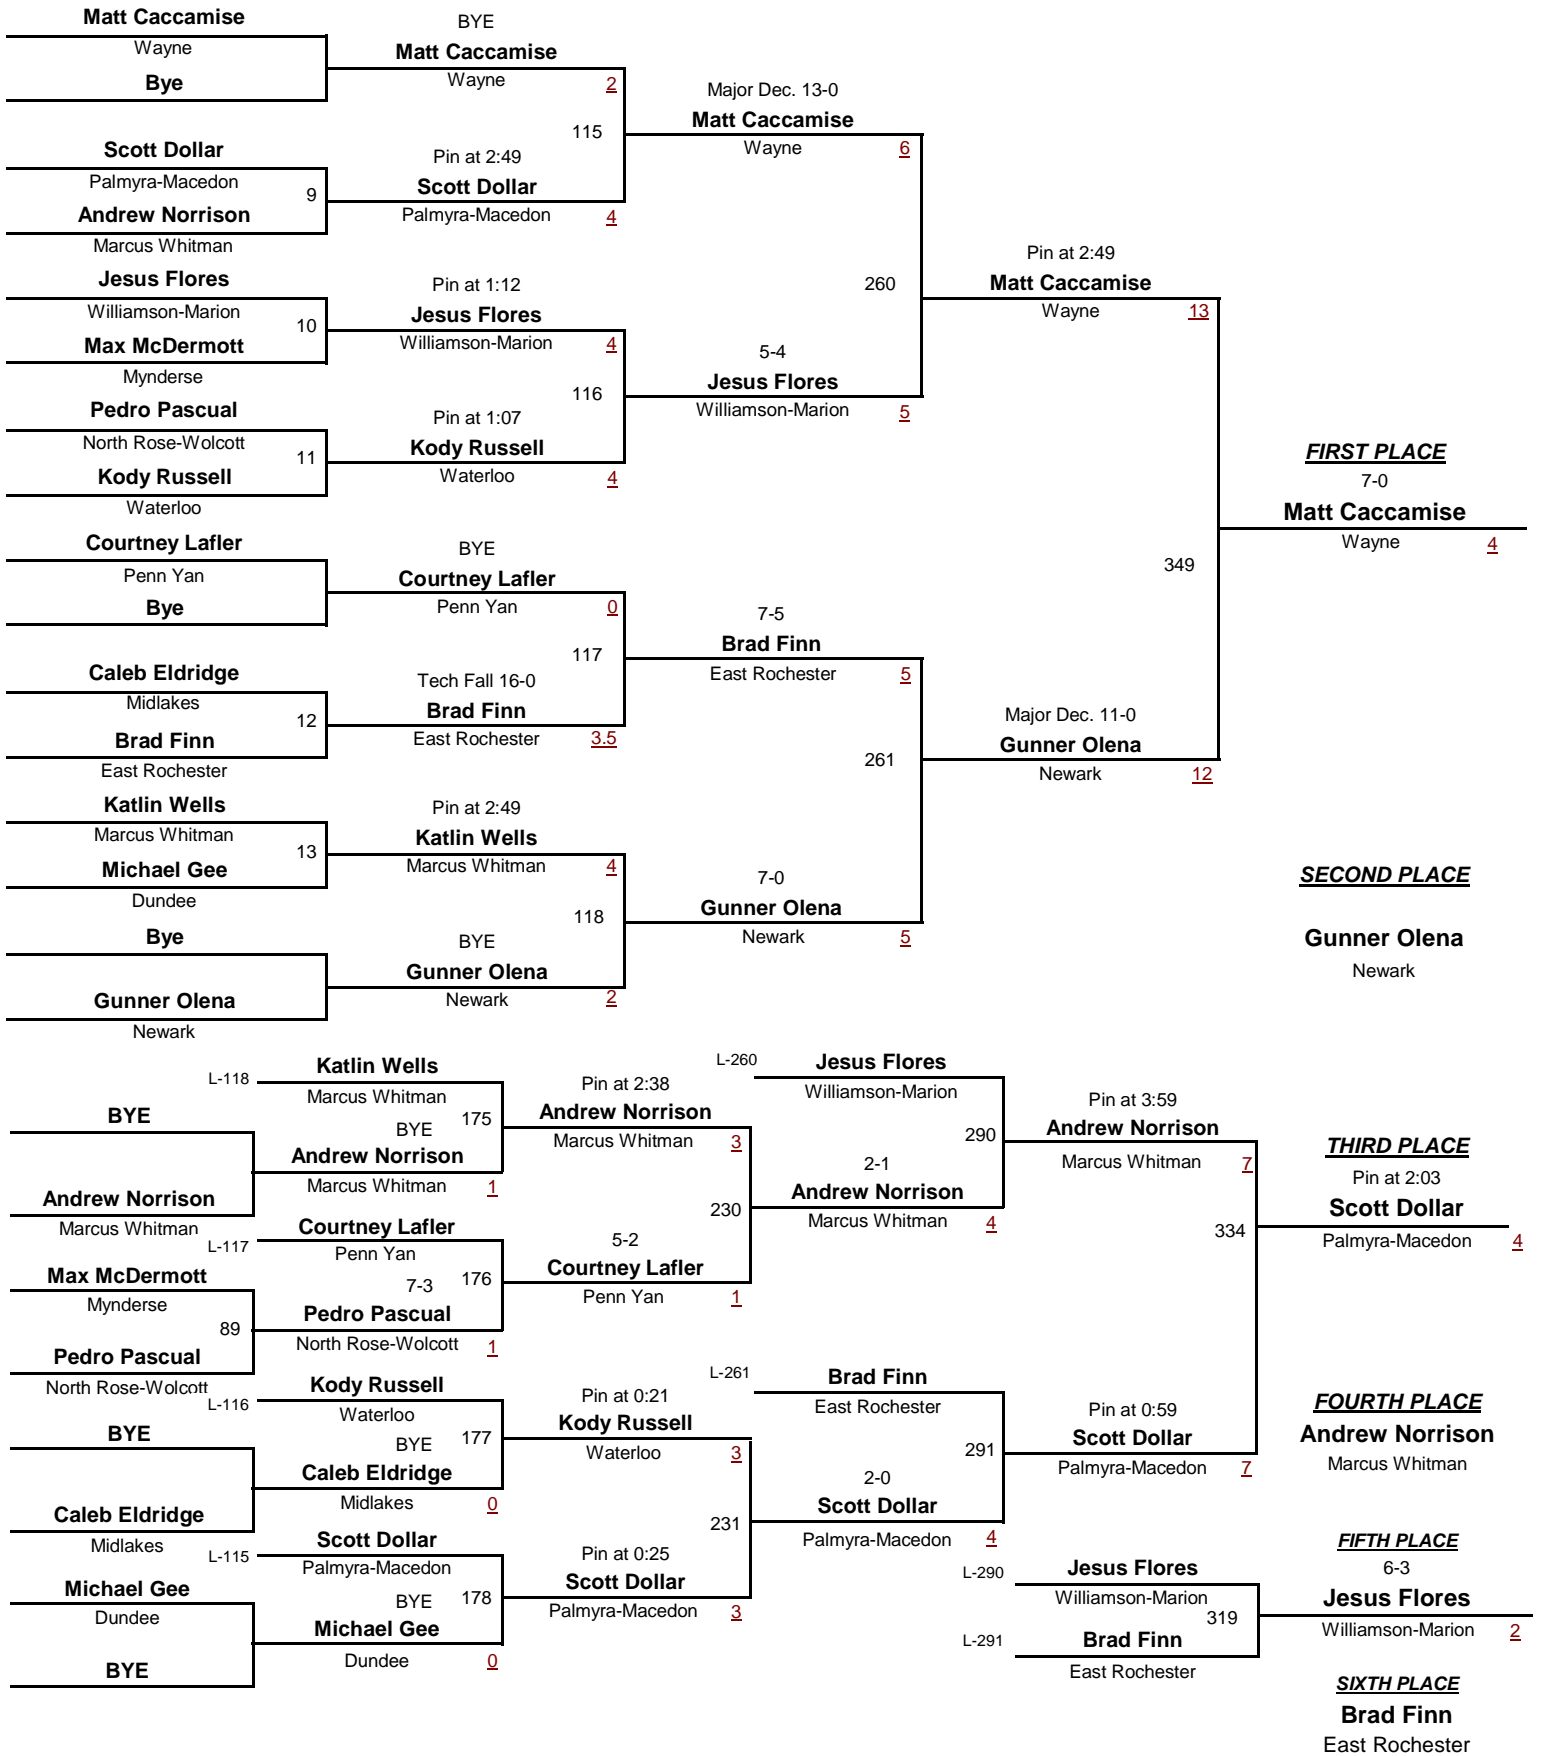 Matt Caccamise
Wayne
Bye
BYE
Matt Caccamise
Wayne
2
Scott Dollar
Palmyra-Macedon
9
Andrew Norrison
Marcus Whitman
Pin at 2:49
Scott Dollar
Palmyra-Macedon
4
115
Major Dec. 13-0
Matt Caccamise
Wayne
6
Jesus Flores
Williamson-Marion
10
Max McDermott
Mynderse
Pin at 1:12
Jesus Flores
Williamson-Marion
4
Pedro Pascual
North Rose-Wolcott
11
Kody Russell
Waterloo
Pin at 1:07
Kody Russell
Waterloo
4
116
5-4
Jesus Flores
Williamson-Marion
5
260
Pin at 2:49
Matt Caccamise
Wayne
13
Courtney Lafler
Penn Yan
Bye
BYE
Courtney Lafler
Penn Yan
0
Caleb Eldridge
Midlakes
12
Brad Finn
East Rochester
Tech Fall 16-0
Brad Finn
East Rochester
3.5
117
7-5
Brad Finn
East Rochester
5
Katlin Wells
Marcus Whitman
13
Michael Gee
Dundee
Pin at 2:49
Katlin Wells
Marcus Whitman
4
Bye
Gunner Olena
Newark
BYE
Gunner Olena
Newark
2
118
7-0
Gunner Olena
Newark
5
261
Major Dec. 11-0
Gunner Olena
Newark
12
349
FIRST PLACE
7-0
Matt Caccamise
Wayne
4
SECOND PLACE
Gunner Olena
Newark
L-118
Katlin Wells
Marcus Whitman
BYE
Andrew Norrison
Marcus Whitman
BYE
Andrew Norrison
Marcus Whitman
1
175
Pin at 2:38
Andrew Norrison
Marcus Whitman
3
L-117
Courtney Lafler
Penn Yan
Max McDermott
Mynderse
89
Pedro Pascual
North Rose-Wolcott
7-3
Pedro Pascual
North Rose-Wolcott
1
176
5-2
Courtney Lafler
Penn Yan
1
230
L-260
Jesus Flores
Williamson-Marion
2-1
Andrew Norrison
Marcus Whitman
4
290
Pin at 3:59
Andrew Norrison
Marcus Whitman
7
L-116
Kody Russell
Waterloo
BYE
Caleb Eldridge
Midlakes
BYE
Caleb Eldridge
Midlakes
0
177
Pin at 0:21
Kody Russell
Waterloo
3
L-115
Scott Dollar
Palmyra-Macedon
Michael Gee
Dundee
BYE
BYE
Michael Gee
Dundee
0
178
Pin at 0:25
Scott Dollar
Palmyra-Macedon
3
231
L-261
Brad Finn
East Rochester
2-0
Scott Dollar
Palmyra-Macedon
4
291
Pin at 0:59
Scott Dollar
Palmyra-Macedon
7
334
THIRD PLACE
Pin at 2:03
Scott Dollar
Palmyra-Macedon
4
FOURTH PLACE
Andrew Norrison
Marcus Whitman
L-290
Jesus Flores
Williamson-Marion
319
L-291
Brad Finn
East Rochester
FIFTH PLACE
6-3
Jesus Flores
Williamson-Marion
2
SIXTH PLACE
Brad Finn
East Rochester